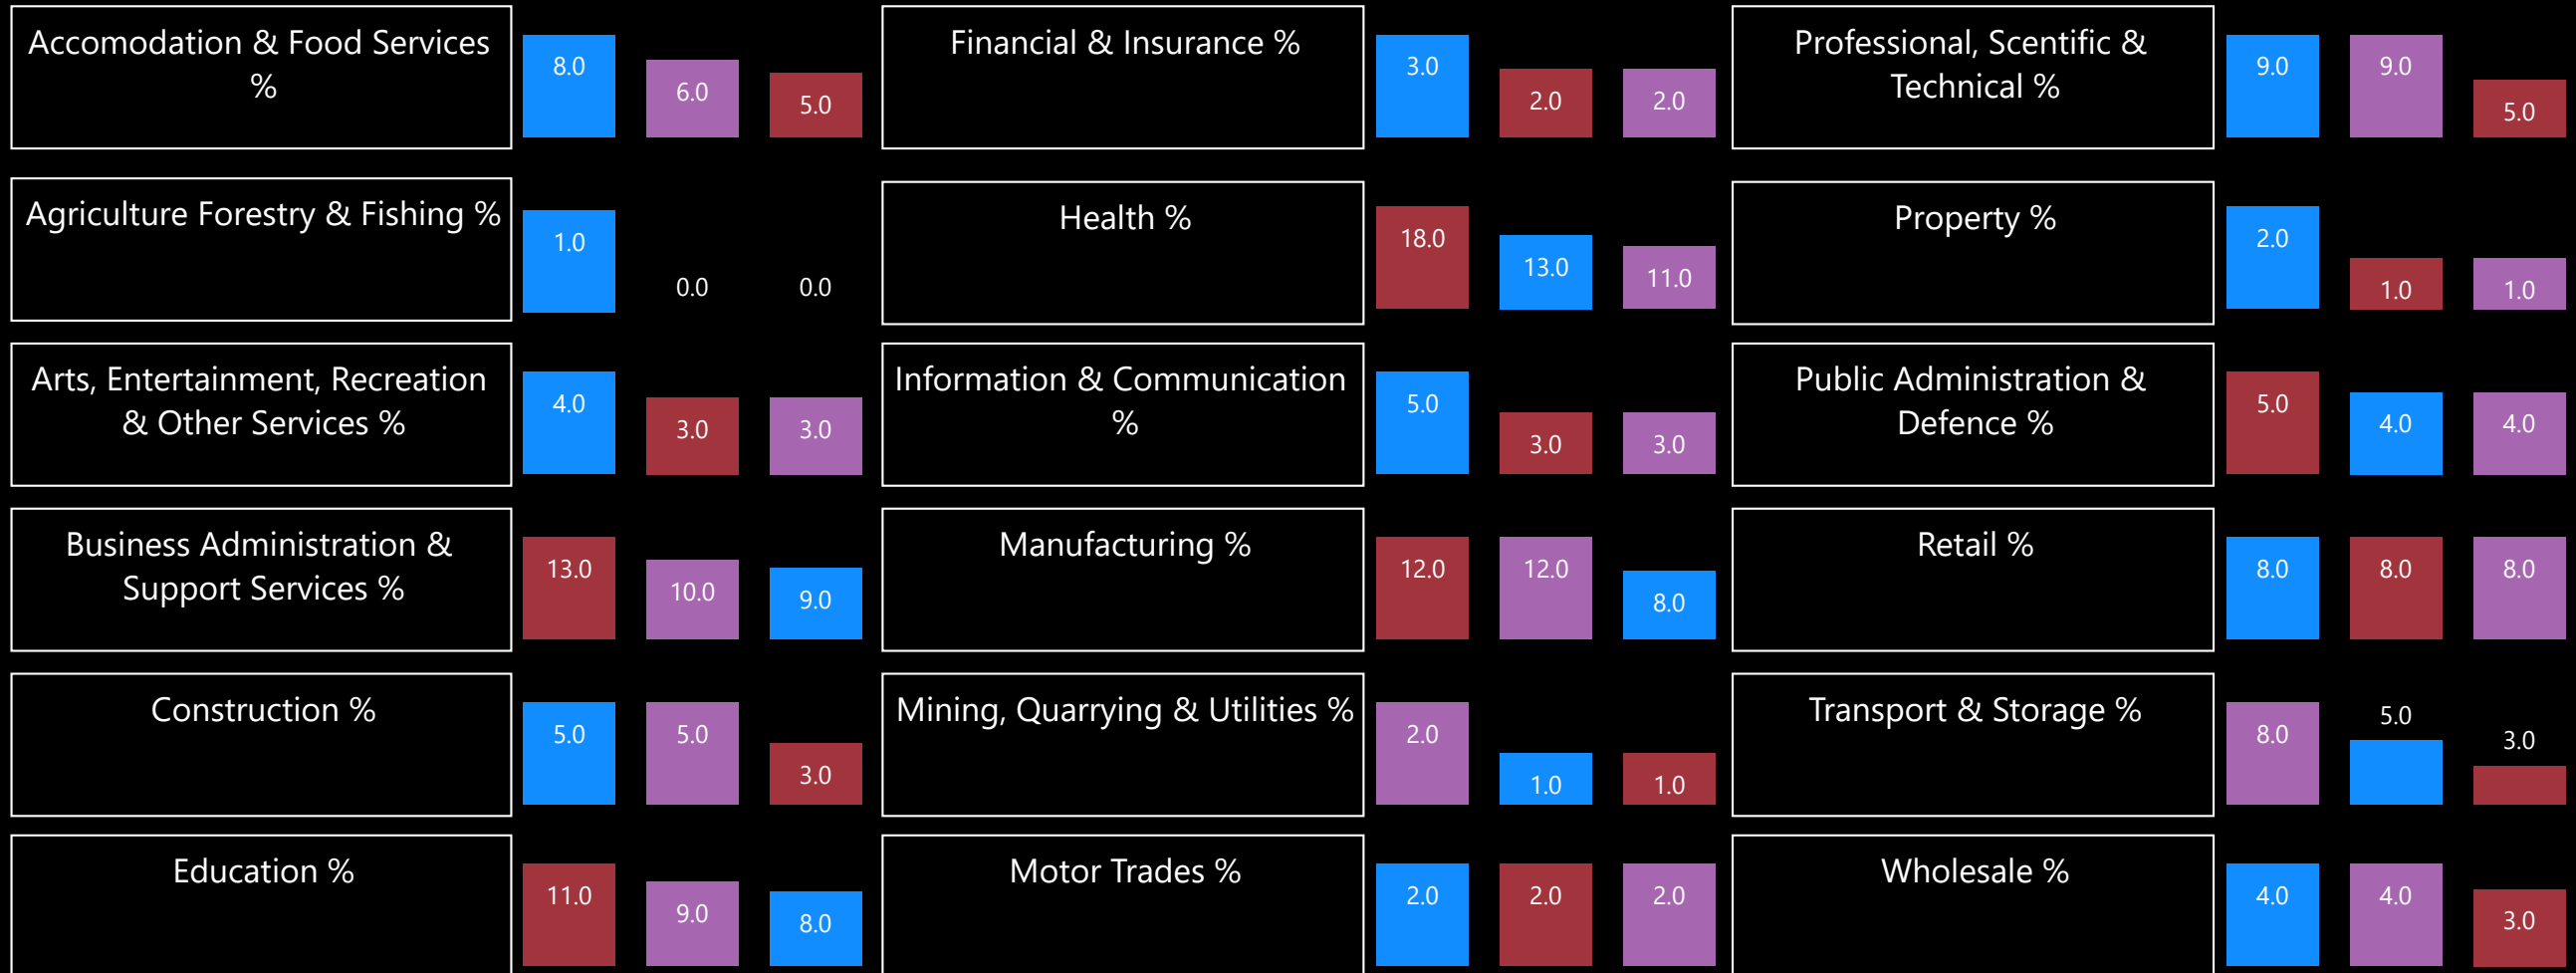 Accomodation & Food Services
%
8.0
6.0
5.0
Financial & Insurance %
3.0
2.0
2.0
Professional, Scentific &
Technical %
9.0
9.0
5.0
Agriculture Forestry & Fishing %
1.0
0.0
0.0
Health %
18.0
13.0
11.0
Property %
2.0
1.0
1.0
Arts, Entertainment, Recreation
& Other Services %
4.0
3.0
3.0
Information & Communication
%
5.0
3.0
3.0
Public Administration &
Defence %
5.0
4.0
4.0
Business Administration &
Support Services %
13.0
10.0
9.0
Manufacturing %
12.0
12.0
8.0
Retail %
8.0
8.0
8.0
Construction %
5.0
5.0
3.0
Mining, Quarrying & Utilities %
2.0
1.0
1.0
Transport & Storage %
8.0
5.0
3.0
Education %
11.0
9.0
8.0
Motor Trades %
2.0
2.0
2.0
Wholesale %
4.0
4.0
3.0